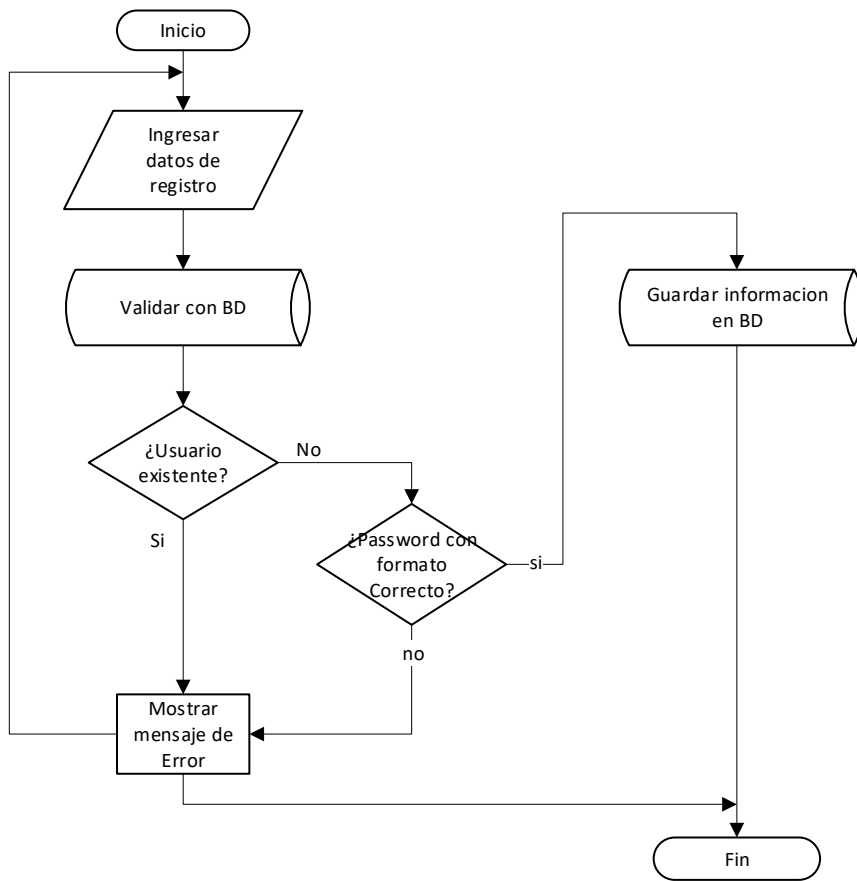 Inicio
Ingresar
datos de
registro
Validar con BD
Guardar informacion
en BD
¿Usuario
existente?
No
Si
¿Password con
formato
Correcto?
si
no
Mostrar
mensaje de
Error
Fin